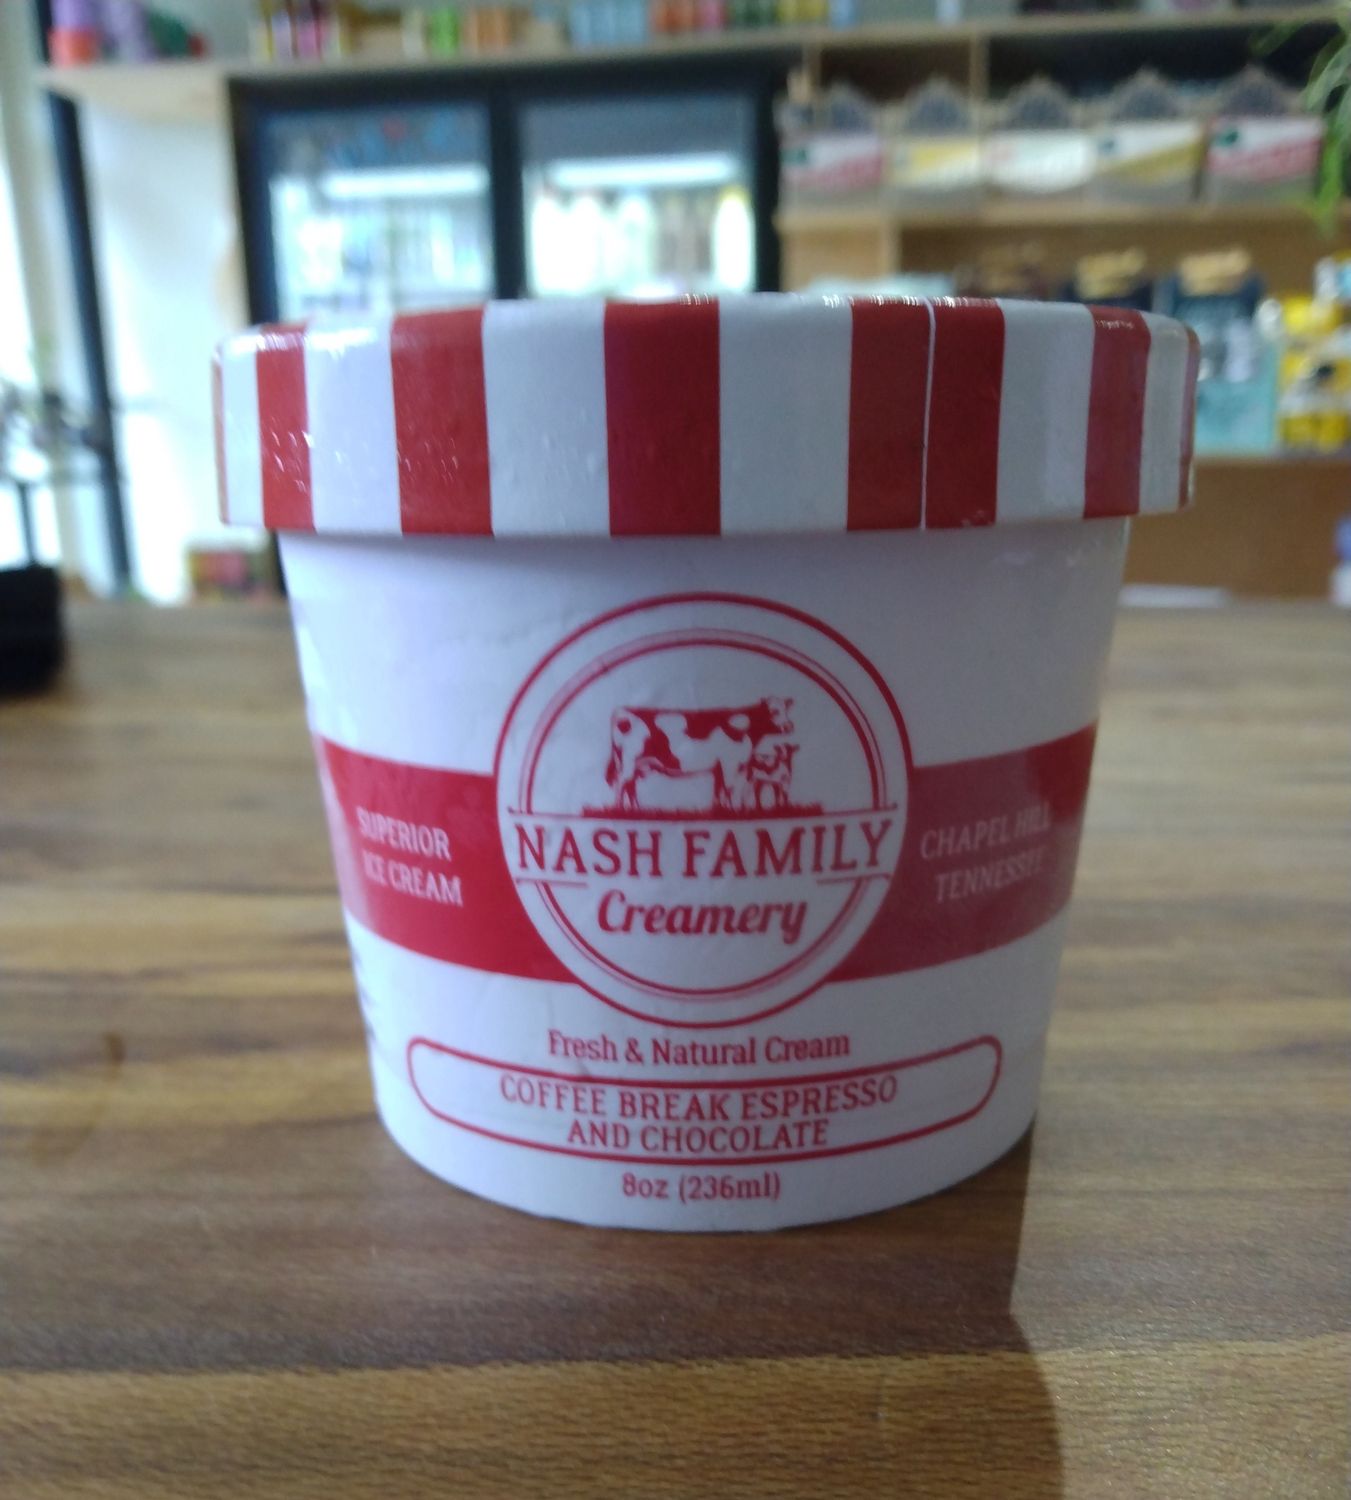 NASH FAMILY
Creamery
SUPERIOR
ICE CREAM
CHAPEL HILL
TENNESSEE
Fresh & Natural Cream
COFFEE BREAK ESPRESSO
AND CHOCOLATE
8oz (236ml)